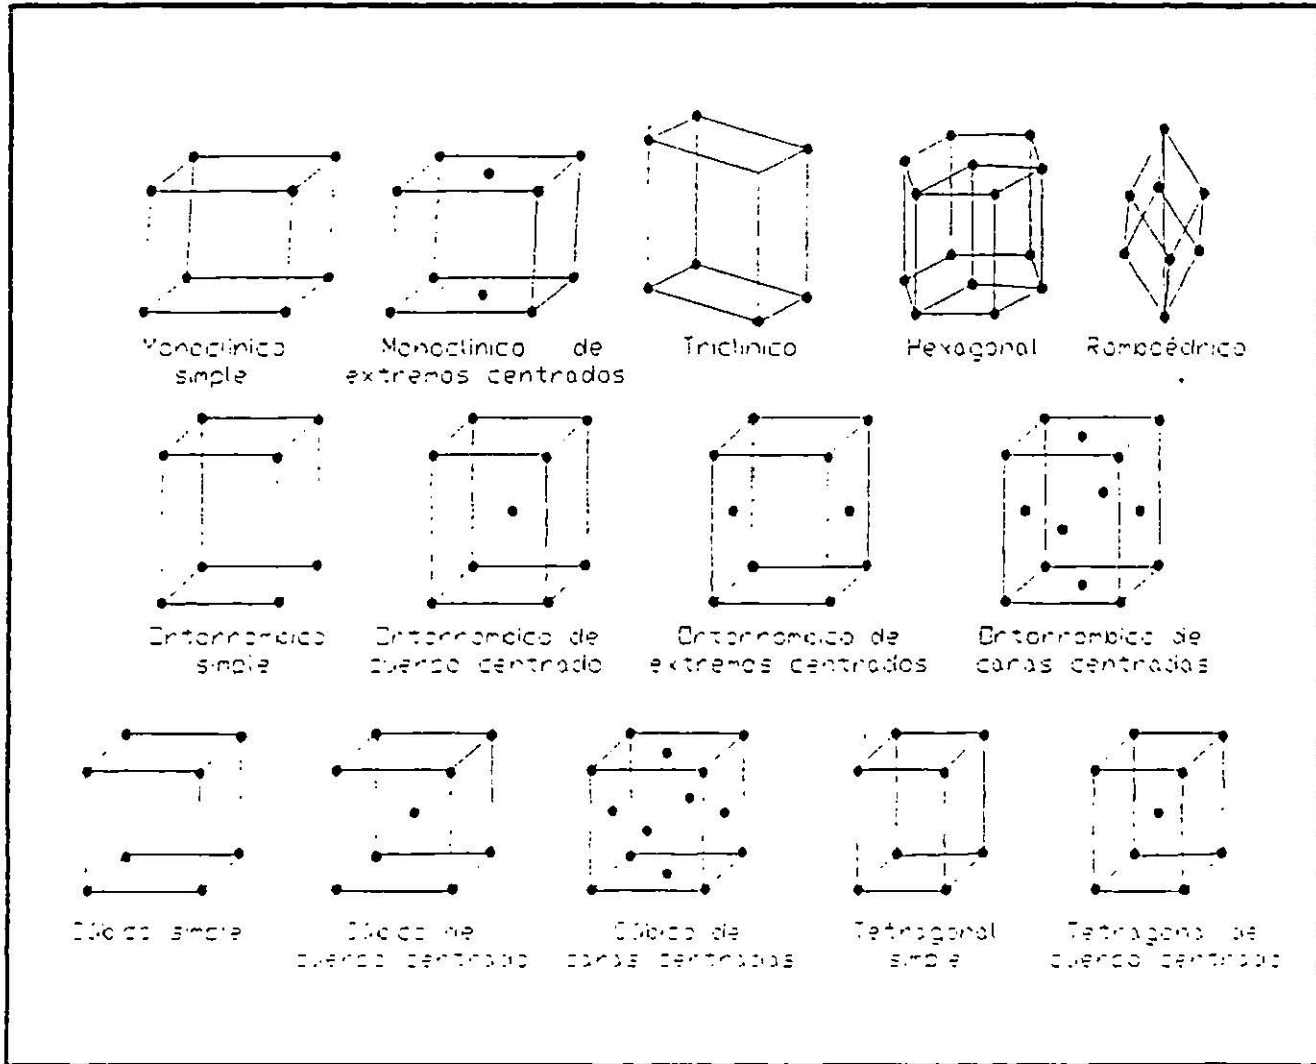 Monoclínico
simple
Monoclínico de
extremos centrados
Triclínico
Hexagonal
Romboédrico
Ortorrómbico
simple
Ortorrómbico de
cuerpo centrado
Ortorrómbico de
extremos centrados
Ortorrómbico de
caras centradas
Cúbico simple
Cúbico de
cuerpo centrado
Cúbico de
caras centradas
Tetragonal
simple
Tetragonal de
cuerpo centrado